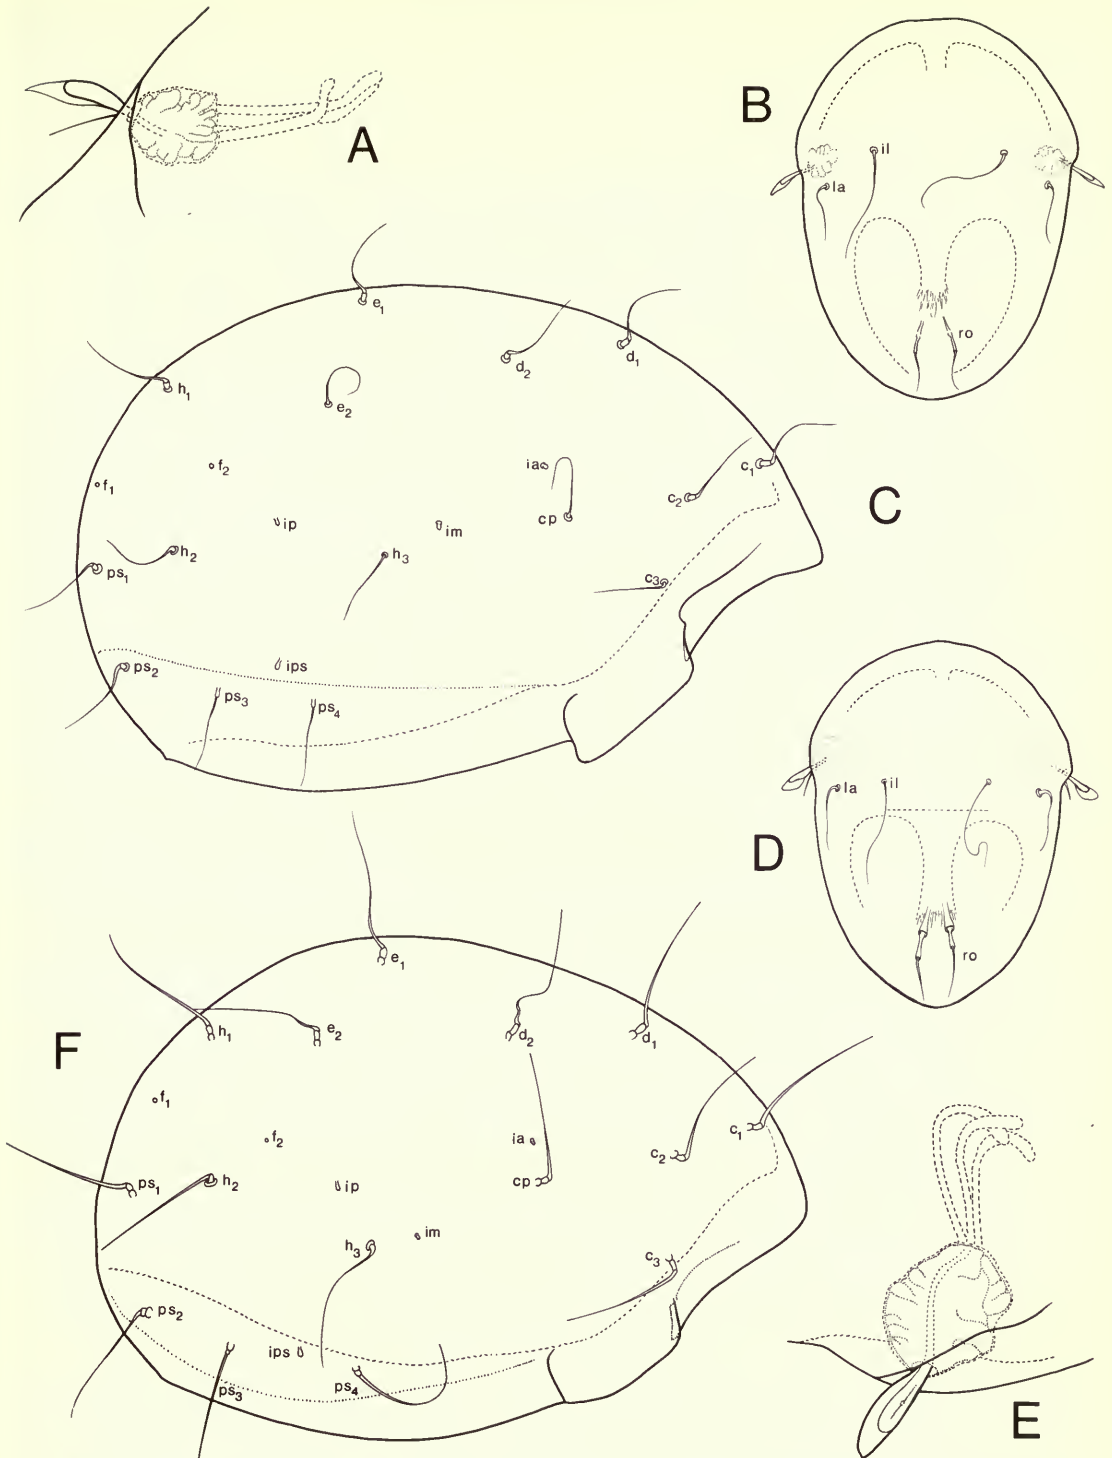 A
B
il
la
ro
C
e₁
d₂
d₁
h₁
e₂
c₁
f₂
ia
c₂
f₁
cp
ip
im
h₂
h₃
ps₁
c₃
ps₂
ips
ps₃
ps₄
D
la
il
ro
F
e₁
h₁
e₂
d₂
d₁
f₁
f₂
ia
c₂
c₁
ps₁
h₂
ip
cp
im
h₃
c₃
ps₂
ips
ps₃
ps₄
E